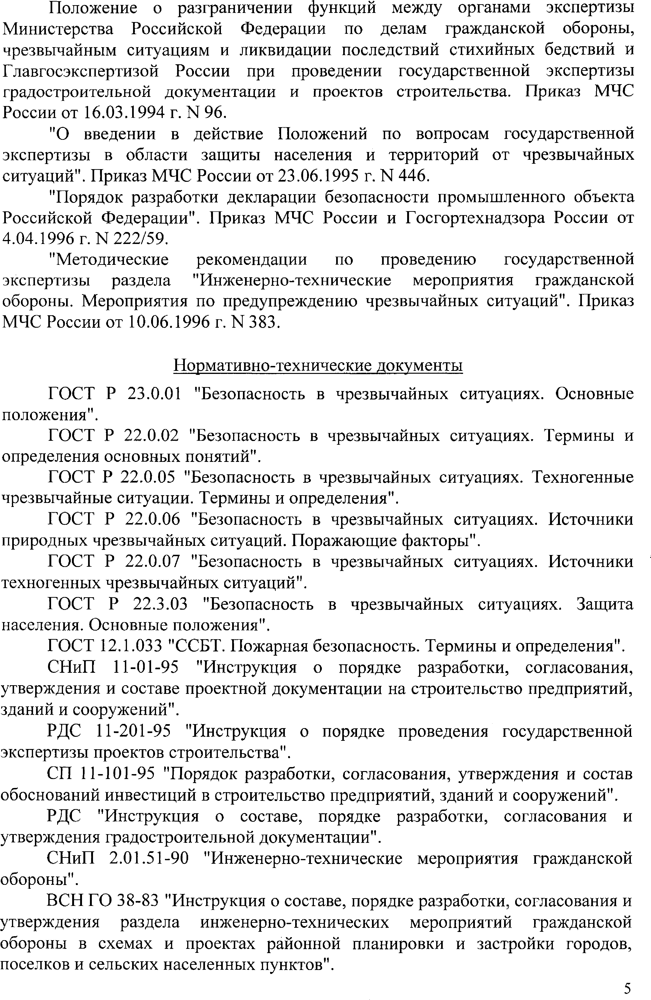 Положение о разграничении функций между органами экспертизы
Министерства Российской Федерации по делам гражданской обороны,
чрезвычайным ситуациям и ликвидации последствий стихийных бедствий и
Главгосэкспертизой России при проведении государственной экспертизы
градостроительной документации и проектов строительства. Приказ МЧС
России от 16.03.1994 г. N 96.
"О введении в действие Положений по вопросам государственной
экспертизы в области защиты населения и территорий от чрезвычайных
ситуаций". Приказ МЧС России от 23.06.1995 г. N 446.
"Порядок разработки декларации безопасности промышленного объекта
Российской Федерации". Приказ МЧС России и Госгортехнадзора России от
4.04.1996 г. N 222/59.
"Методические рекомендации по проведению государственной
экспертизы раздела "Инженерно-технические мероприятия гражданской
обороны. Мероприятия по предупреждению чрезвычайных ситуаций". Приказ
МЧС России от 10.06.1996 г. N 383.
Нормативно-технические документы
ГОСТ Р 23.0.01 "Безопасность в чрезвычайных ситуациях. Основные
положения".
ГОСТ Р 22.0.02 "Безопасность в чрезвычайных ситуациях. Термины и
определения основных понятий".
ГОСТ Р 22.0.05 "Безопасность в чрезвычайных ситуациях. Техногенные
чрезвычайные ситуации. Термины и определения".
ГОСТ Р 22.0.06 "Безопасность в чрезвычайных ситуациях. Источники
природных чрезвычайных ситуаций. Поражающие факторы".
ГОСТ Р 22.0.07 "Безопасность в чрезвычайных ситуациях. Источники
техногенных чрезвычайных ситуаций".
ГОСТ Р 22.3.03 "Безопасность в чрезвычайных ситуациях. Защита
населения. Основные положения".
ГОСТ 12.1.033 "ССБТ. Пожарная безопасность. Термины и определения".
СНиП 11-01-95 "Инструкция о порядке разработки, согласования,
утверждения и составе проектной документации на строительство предприятий,
зданий и сооружений".
РДС 11-201-95 "Инструкция о порядке проведения государственной
экспертизы проектов строительства".
СП 11-101-95 "Порядок разработки, согласования, утверждения и состав
обоснований инвестиций в строительство предприятий, зданий и сооружений".
РДС "Инструкция о составе, порядке разработки, согласования и
утверждения градостроительной документации".
СНиП 2.01.51-90 "Инженерно-технические мероприятия гражданской
обороны".
ВСН ГО 38-83 "Инструкция о составе, порядке разработки, согласования и
утверждения раздела инженерно-технических мероприятий гражданской
обороны в схемах и проектах районной планировки и застройки городов,
поселков и сельских населенных пунктов".
5